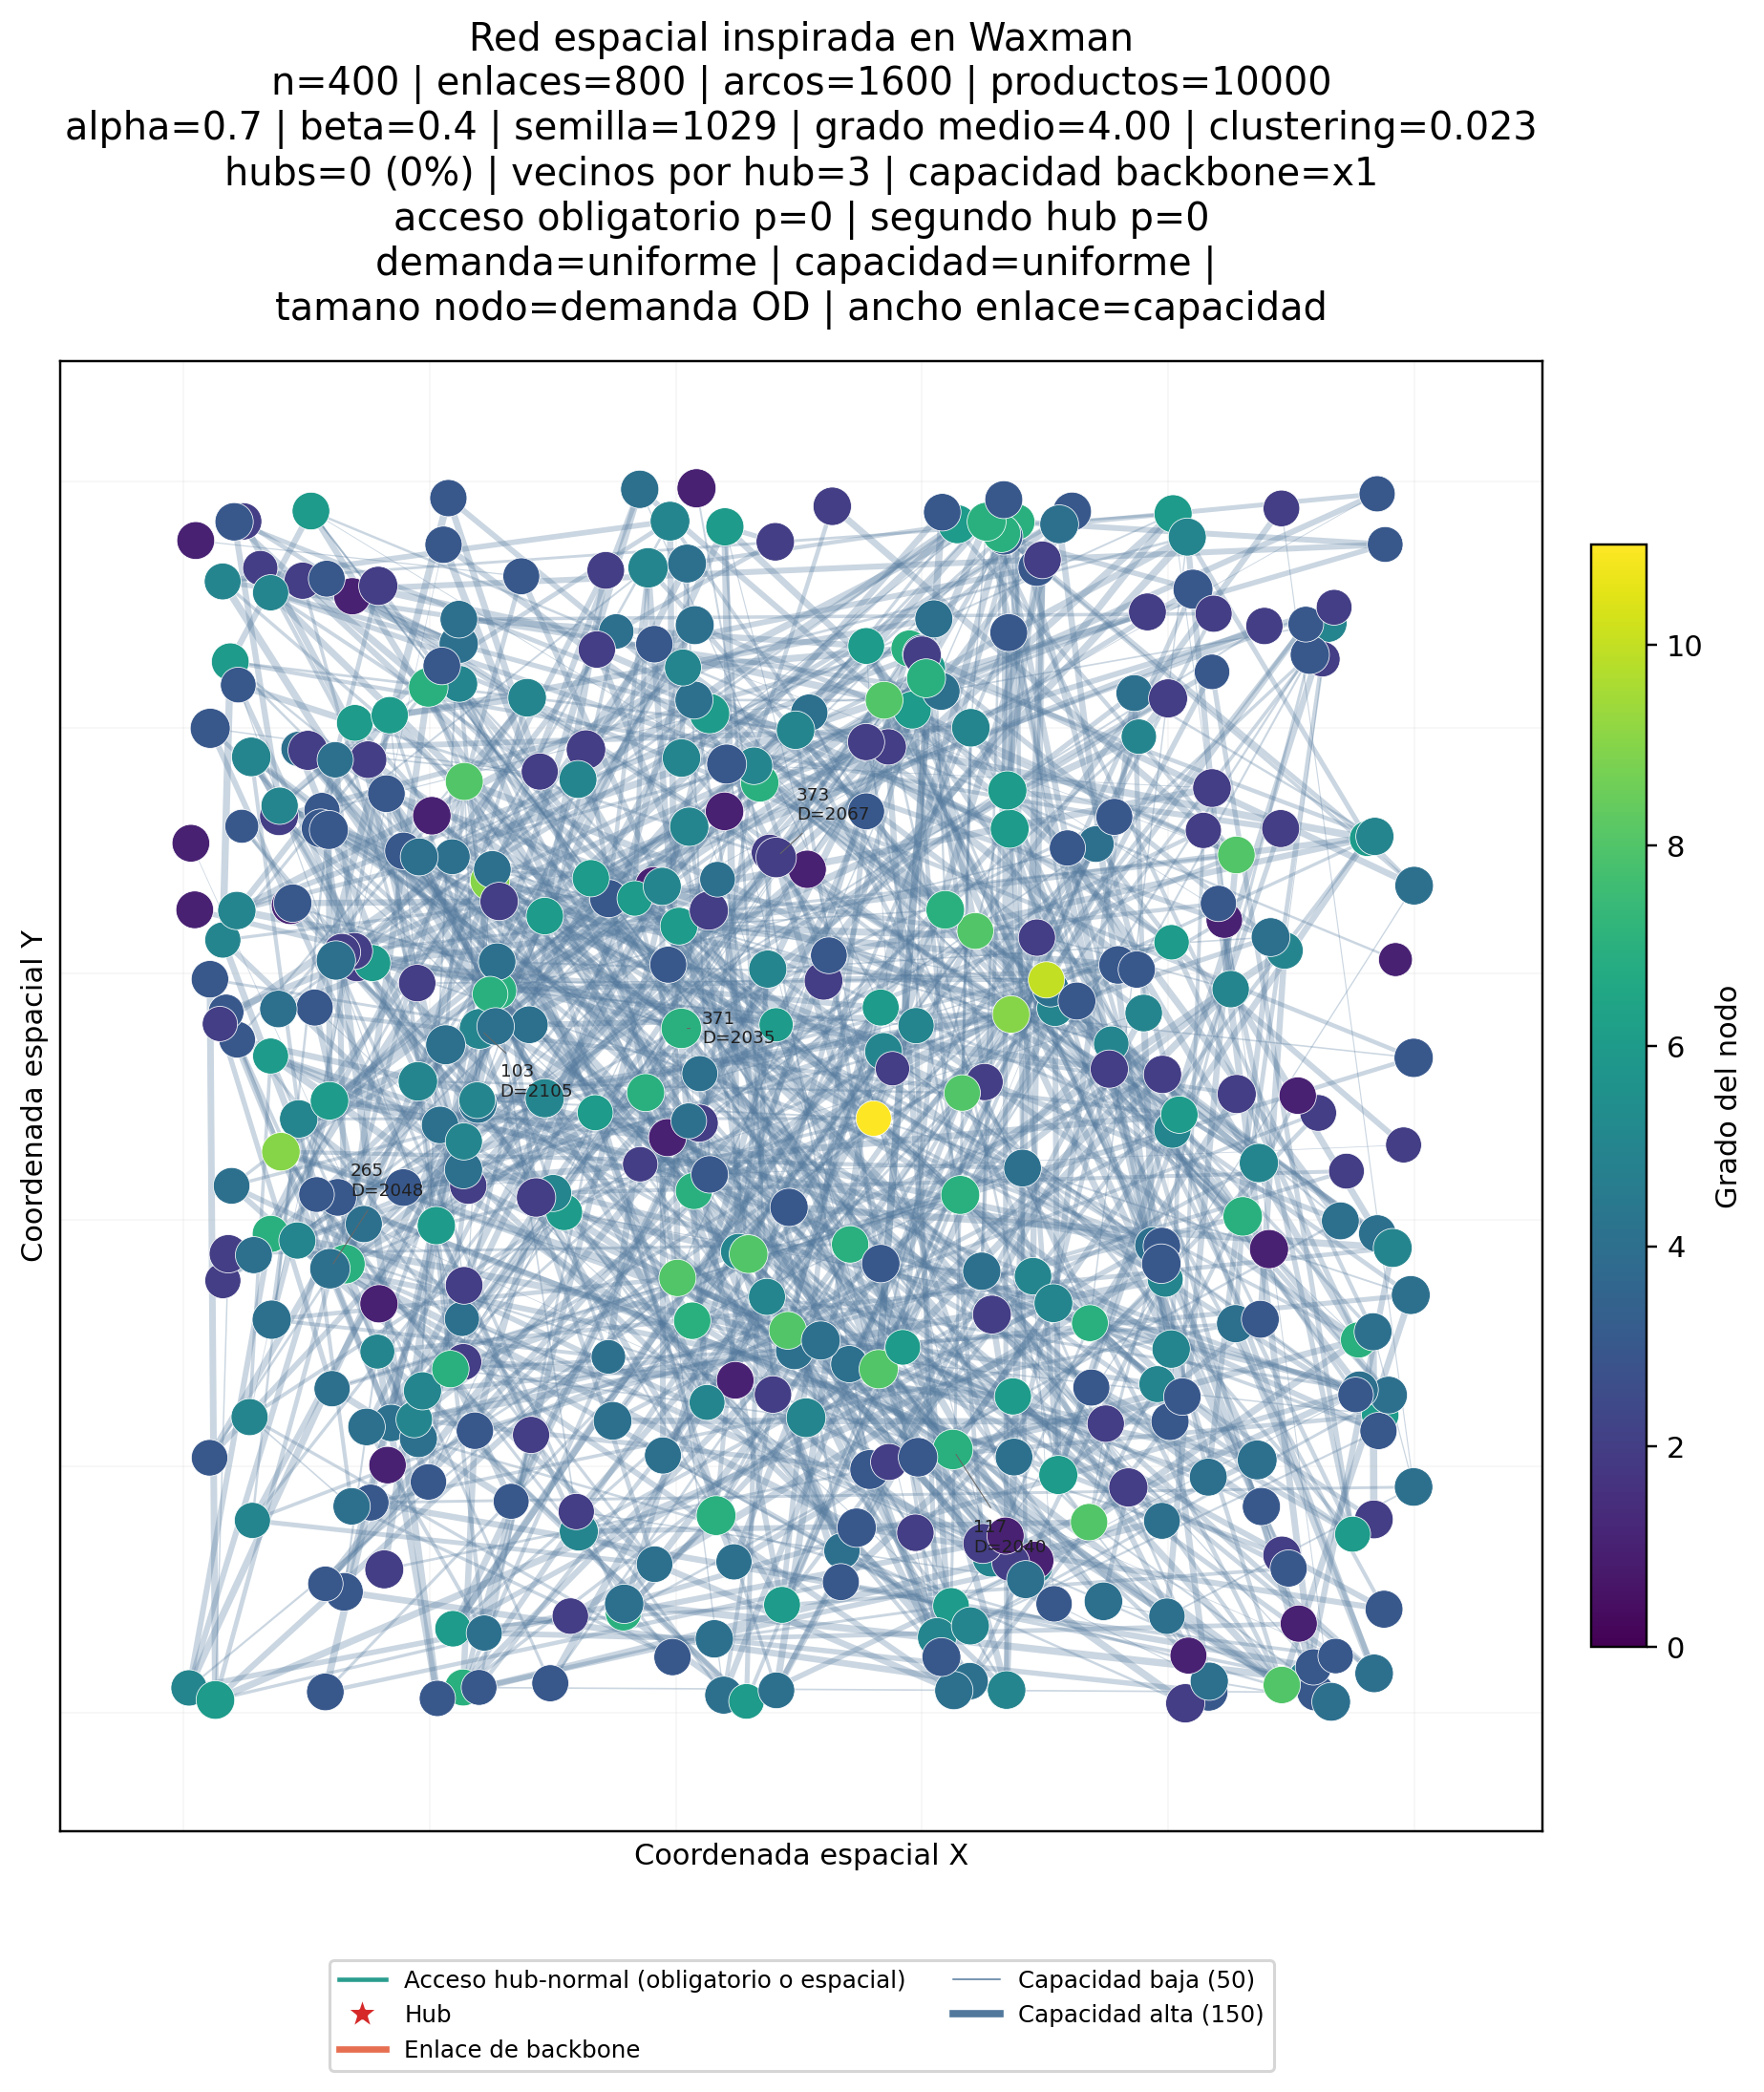 Red espacial inspirada en Waxman
n=400 | enlaces=800 | arcos=1600 | productos=10000
alpha=0.7 | beta=0.4 | semilla=1029 | grado medio=4.00 | clustering=0.023
hubs=0 (0%) | vecinos por hub=3 | capacidad backbone=x1
acceso obligatorio p=0 | segundo hub p=0
demanda=uniforme | capacidad=uniforme |
tamano nodo=demanda OD | ancho enlace=capacidad
Coordenada espacial Y
373
D=2067
371
D=2035
103
D=2105
265
D=2048
117
D=2040
Coordenada espacial X
10
8
6
4
2
0
Grado del nodo
Acceso hub-normal (obligatorio o espacial)
Hub
Enlace de backbone
Capacidad baja (50)
Capacidad alta (150)